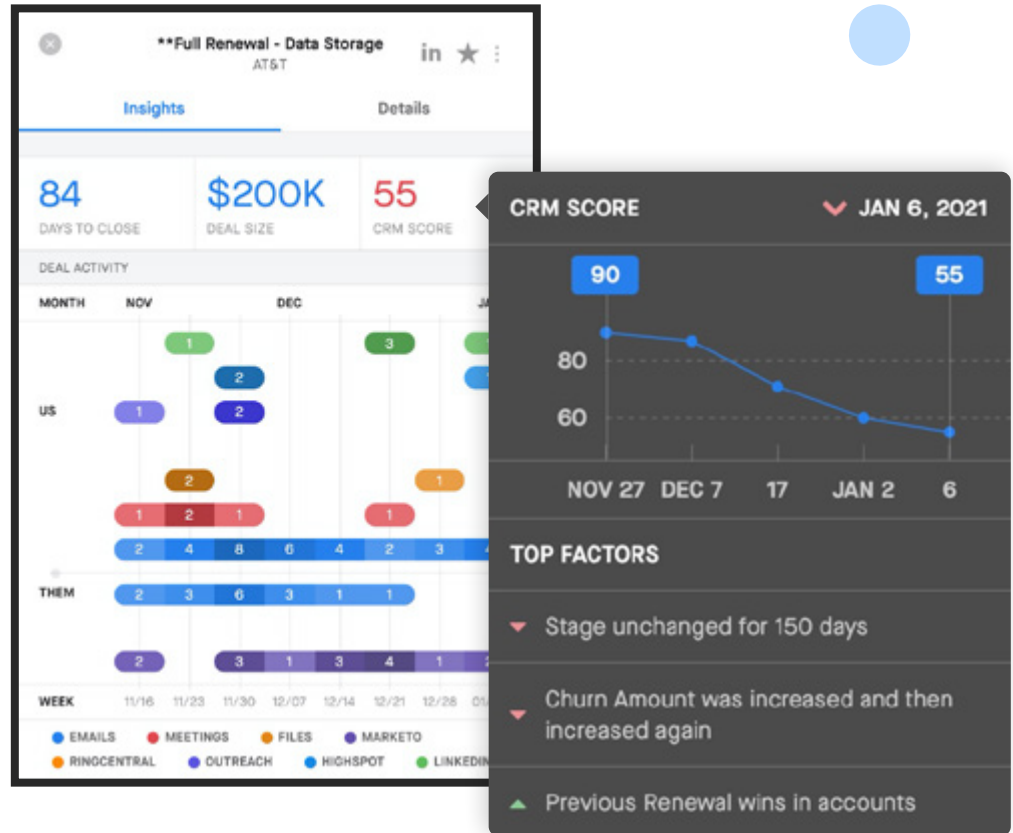 **Full Renewal - Data Storage
AT&T
in
Insights Details
84 $200K 55
DAYS TO CLOSE DEAL SIZE CRM SCORE
DEAL ACTIVITY
MONTH NOV DEC
1 3
2
US 1 2
2 1
1 2 1 1
2 4 8 6 4 2 3
THEM 2 3 6 3 1 1
2 3 1 3 4 1
WEEK 11/16 11/23 11/30 12/07 12/14 12/21 12/28
EMAILS MEETINGS FILES MARKETO
RINGCENTRAL OUTREACH HIGHSPOT LINKEDIN
CRM SCORE JAN 6, 2021
90 55
80
60
NOV 27 DEC 7 17 JAN 2 6
TOP FACTORS
Stage unchanged for 150 days
Churn Amount was increased and then
increased again
Previous Renewal wins in accounts